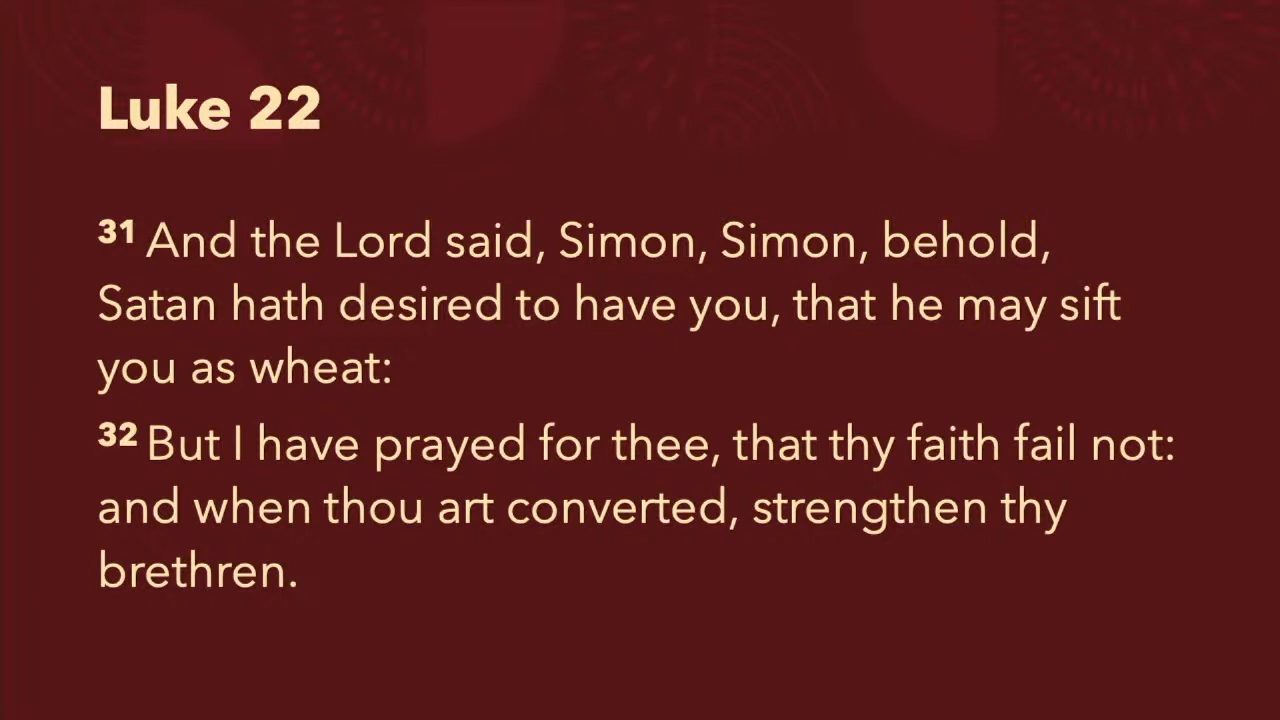 Luke 22
31 And the Lord said, Simon, Simon, behold,
Satan hath desired to have you, that he may sift
you as wheat:
32 But I have prayed for thee, that thy faith fail not:
and when thou art converted, strengthen thy
brethren.